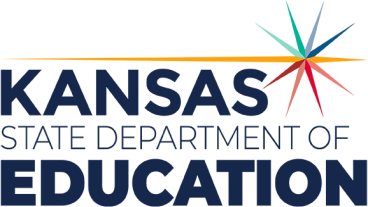 KANSAS
STATE DEPARTMENT OF
EDUCATION